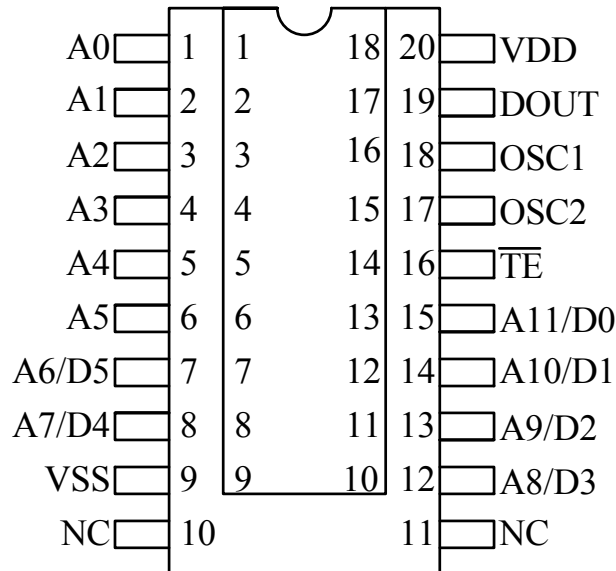 A0 1 1 18 20 VDD
A1 2 2 17 19 DOUT
A2 3 3 16 18 OSC1
A3 4 4 15 17 OSC2
A4 5 5 14 16 T̅E̅
A5 6 6 13 15 A11/D0
A6/D5 7 7 12 14 A10/D1
A7/D4 8 8 11 13 A9/D2
VSS 9 9 10 12 A8/D3
NC 10 11 NC